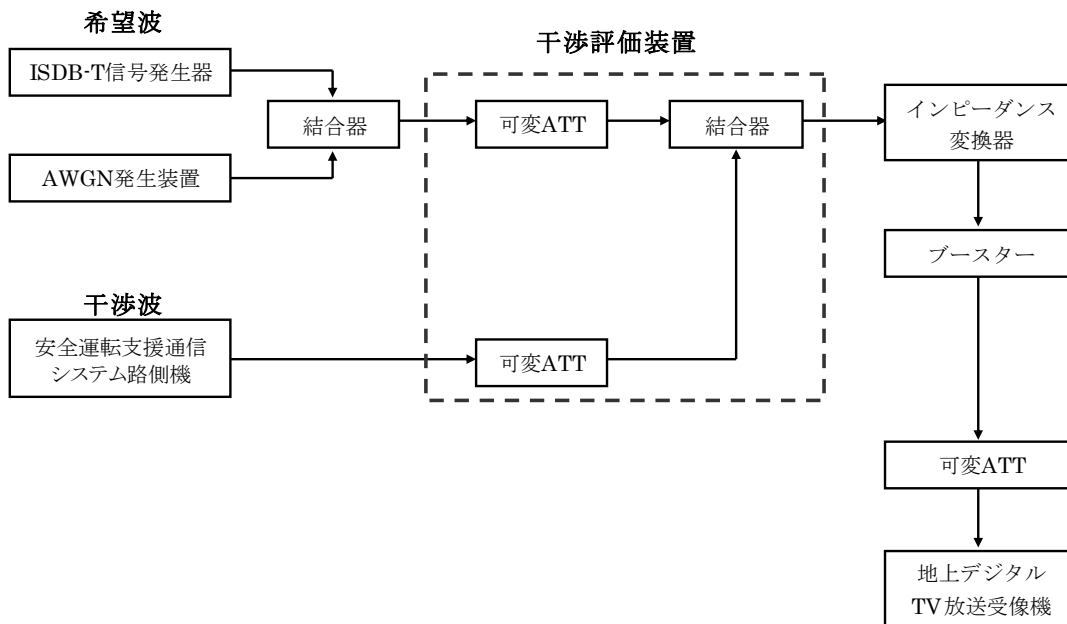 希望波
ISDB-T信号発生器
結合器
AWGN発生装置
干渉評価装置
可変ATT
結合器
インピーダンス
変換器
ブースター
干渉波
安全運転支援通信
システム路側機
可変ATT
可変ATT
地上デジタル
TV放送受像機